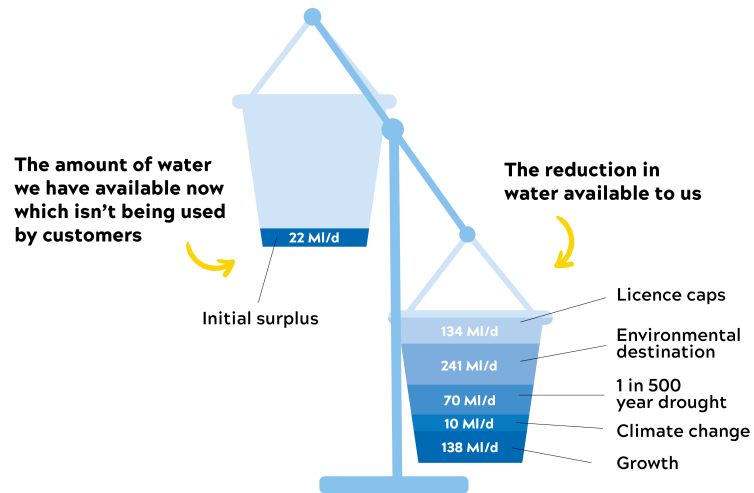 The amount of water
we have available now
which isn't being used
by customers
22 Ml/d
Initial surplus
The reduction in
water available to us
134 Ml/d
Licence caps
241 Ml/d
Environmental
destination
70 Ml/d
1 in 500
year drought
10 Ml/d
Climate change
138 Ml/d
Growth